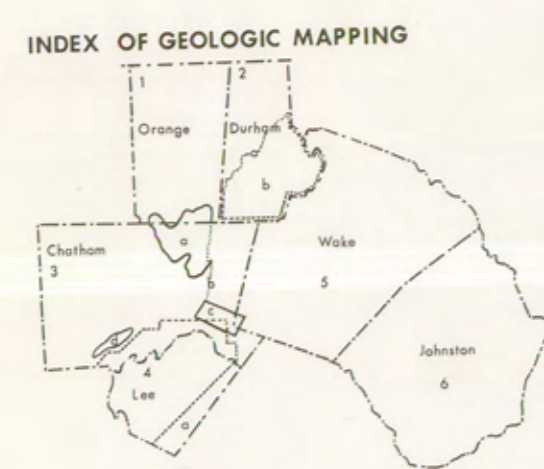 INDEX OF GEOLOGIC MAPPING
1
2
Orange
Durham
a
b
Chatham
3
a
Wake
5
b
c
d
4
Lee
a
Johnston
6